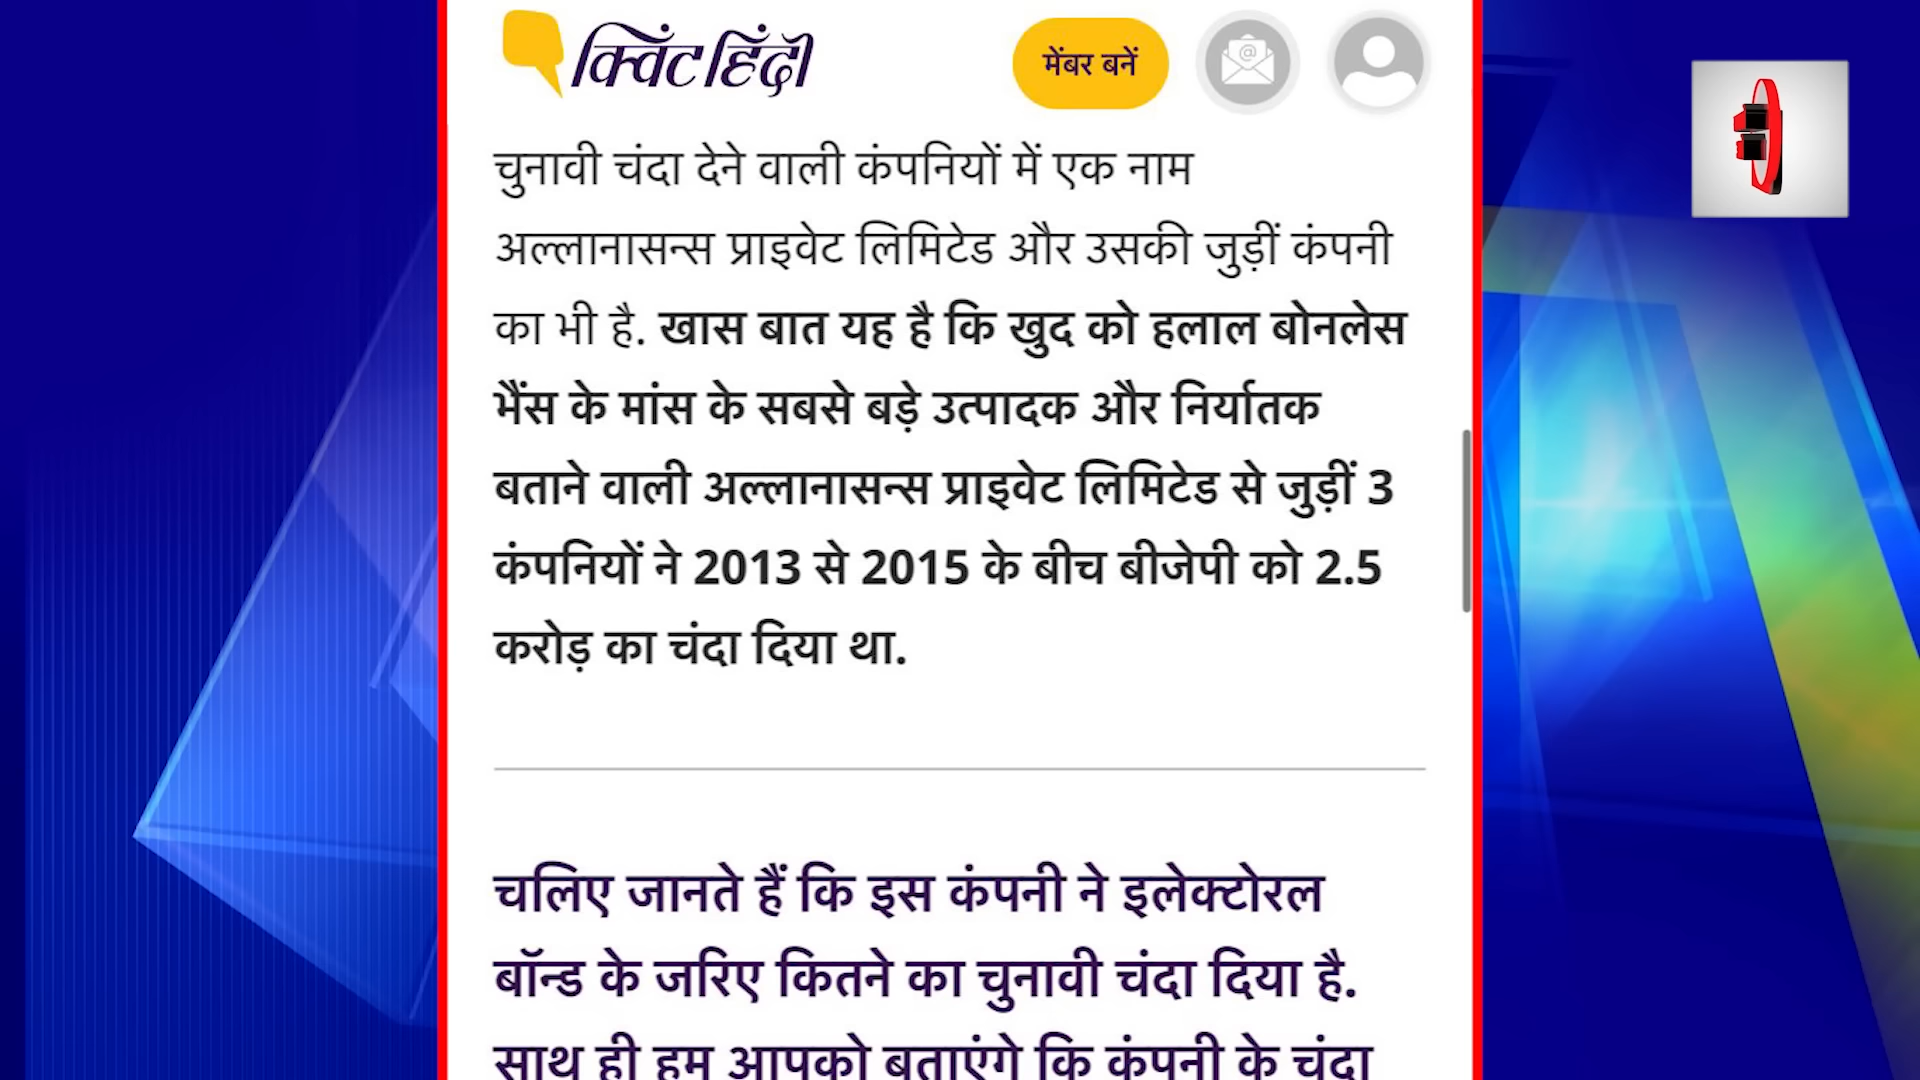 क्विंट हिंदी
मेंबर बनें
चुनावी चंदा देने वाली कंपनियों में एक नाम
अल्लानासन्स प्राइवेट लिमिटेड और उसकी जुड़ीं कंपनी
का भी है. खास बात यह है कि खुद को हलाल बोनलेस
भैंस के मांस के सबसे बड़े उत्पादक और निर्यातक
बताने वाली अल्लानासन्स प्राइवेट लिमिटेड से जुड़ीं 3
कंपनियों ने 2013 से 2015 के बीच बीजेपी को 2.5
करोड़ का चंदा दिया था.
चलिए जानते हैं कि इस कंपनी ने इलेक्टोरल
बॉन्ड के जरिए कितने का चुनावी चंदा दिया है.
साथ ही हम आपको बताएंगे कि कंपनी के चंदा